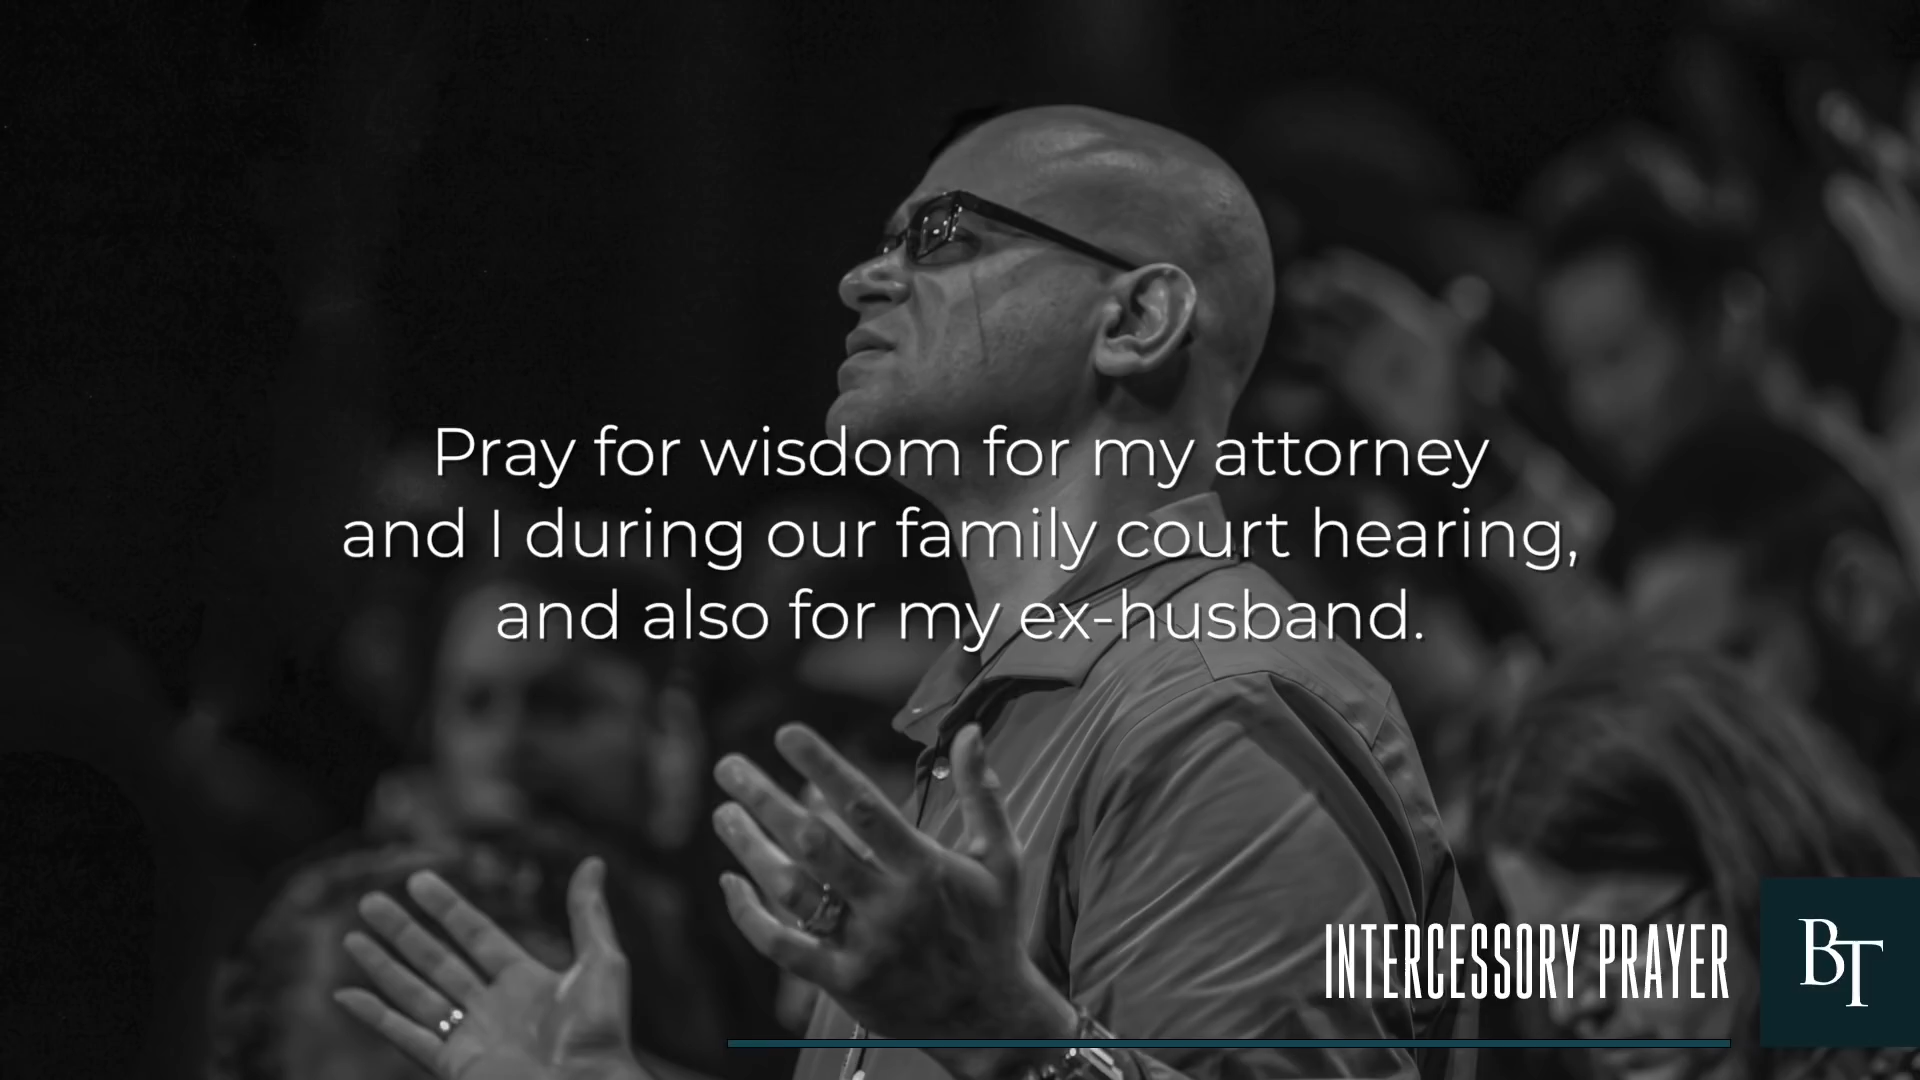 Pray for wisdom for my attorney
and I during our family court hearing,
and also for my ex-husband.
INTERCESSORY PRAYER
BT